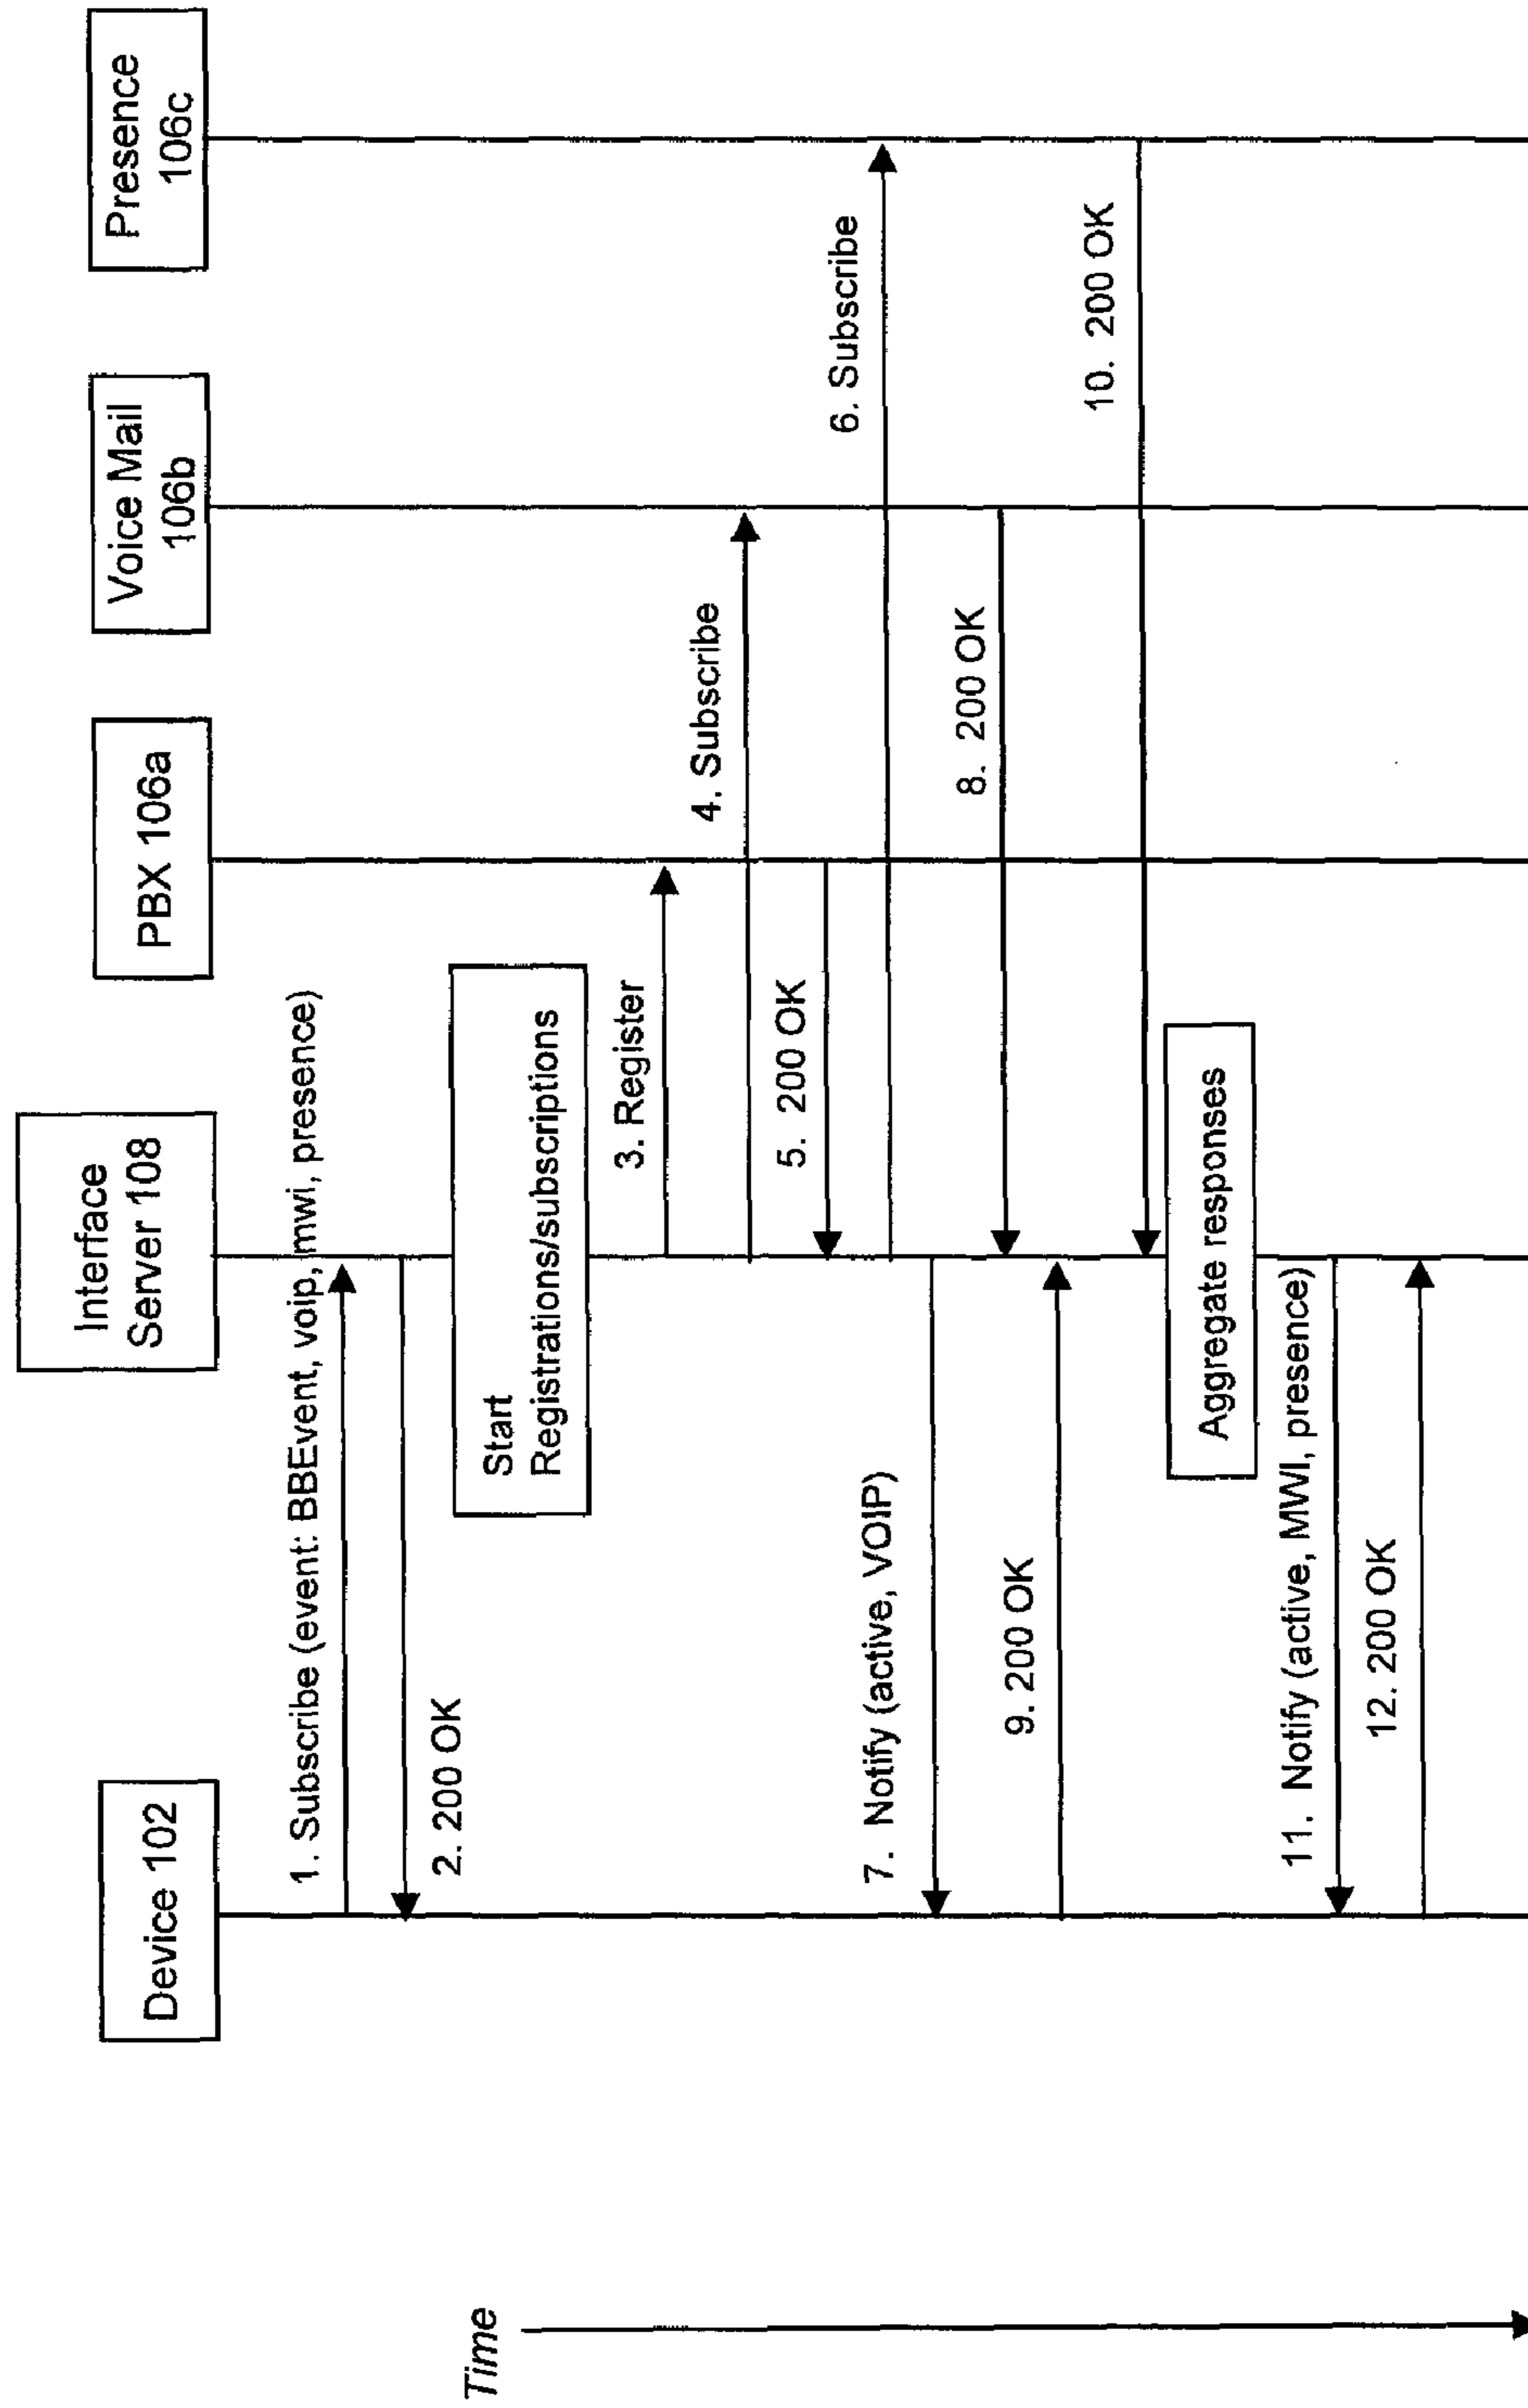 Device 102
Interface
Server 108
PBX 106a
Voice Mail
106b
Presence
106c
1. Subscribe (event: BBEvent, voip, mwi, presence)
2. 200 OK
Start
Registrations/subscriptions
3. Register
4. Subscribe
5. 200 OK
6. Subscribe
7. Notify (active, VOIP)
8. 200 OK
9. 200 OK
10. 200 OK
Aggregate responses
11. Notify (active, MWI, presence)
12. 200 OK
Time